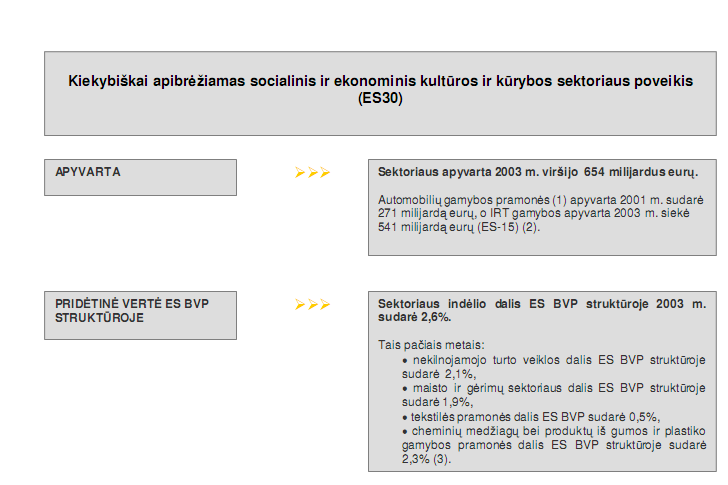 Kiekybiškai apibrėžiamas socialinis ir ekonominis kultūros ir kūrybos sektoriaus poveikis
(ES30)
APYVARTA
Sektoriaus apyvarta 2003 m. viršijo 654 milijardus eurų.
Automobilių gamybos pramonės (1) apyvarta 2001 m. sudarė
271 milijardą eurų, o IRT gamybos apyvarta 2003 m. siekė
541 milijardą eurų (ES-15) (2).
PRIDĖTINĖ VERTĖ ES BVP
STRUKTŪROJE
Sektoriaus indėlio dalis ES BVP struktūroje 2003 m.
sudarė 2,6%.
Tais pačiais metais:
• nekilnojamojo turto veiklos dalis ES BVP struktūroje
sudarė 2,1%,
• maisto ir gėrimų sektoriaus dalis ES BVP struktūroje
sudarė 1,9%,
• tekstilės pramonės dalis ES BVP sudarė 0,5%,
• cheminių medžiagų bei produktų iš gumos ir plastiko
gamybos pramonės dalis ES BVP struktūroje sudarė
2,3% (3).